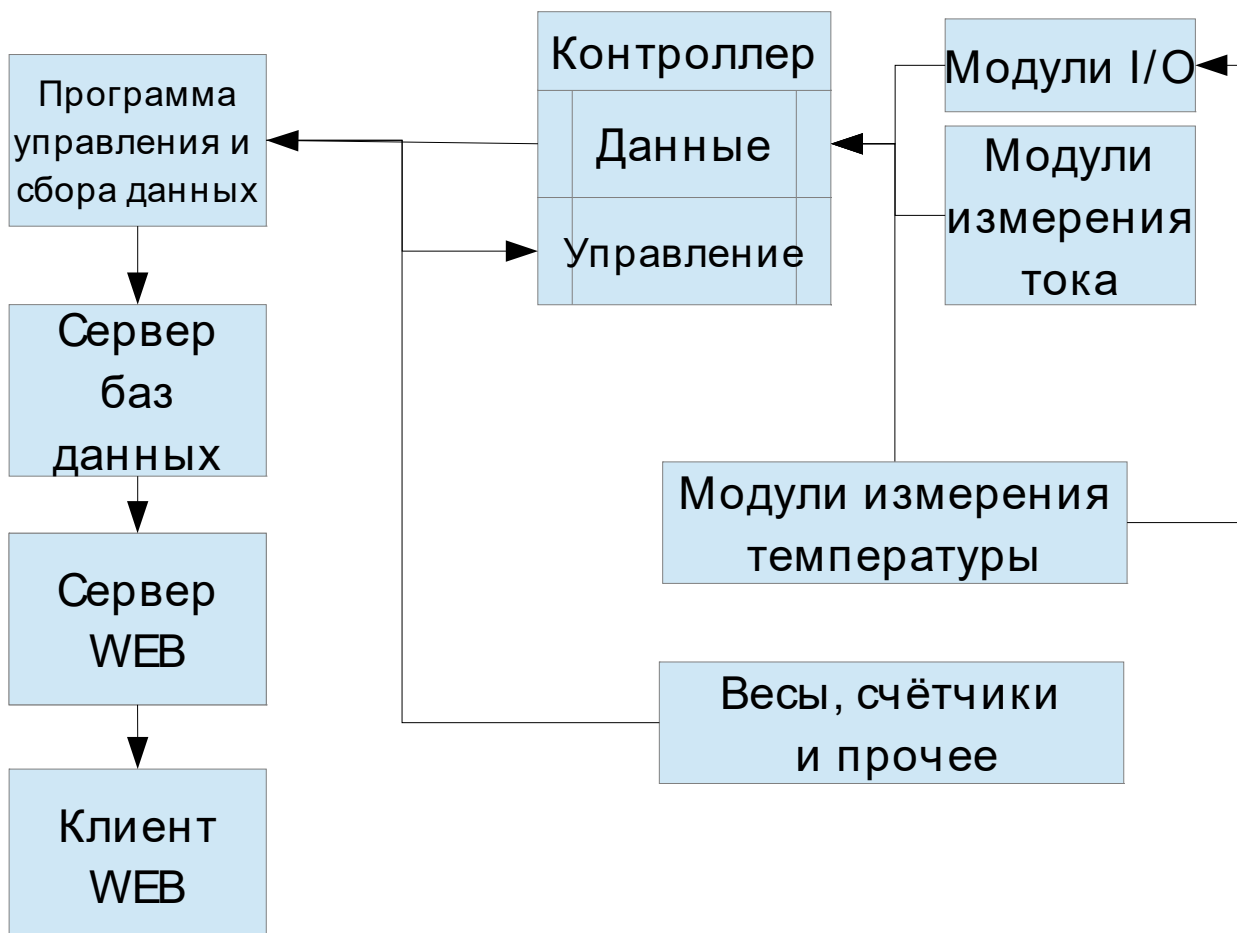 Программа
управления и
сбора данных
Сервер
баз
данных
Сервер
WEB
Клиент
WEB
Контроллер
Данные
Управление
Модули I/O
Модули
измерения
тока
Модули измерения
температуры
Весы, счётчики
и прочее